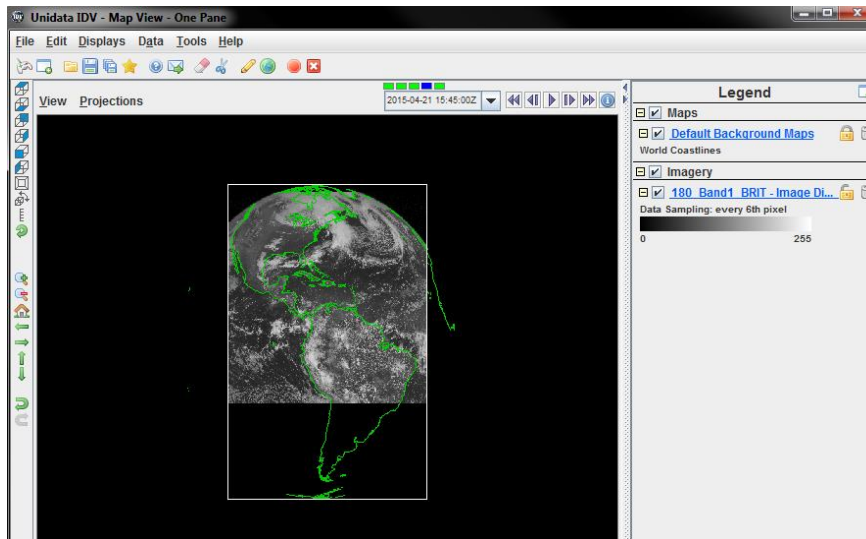 Unidata IDV - Map View - One Pane
File Edit Displays Data Tools Help
View Projections
2015-04-21 15:45:00Z
Legend
Maps
Default Background Maps
World Coastlines
Imagery
180_Band1_BRIT - Image Di...
Data Sampling: every 6th pixel
0 255